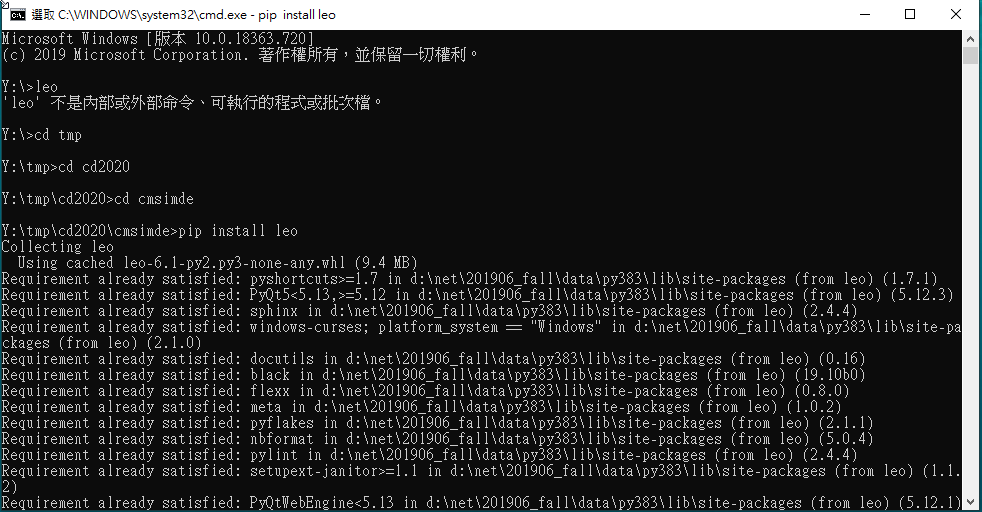 選取 C:\WINDOWS\system32\cmd.exe - pip  install leo
Microsoft Windows [版本 10.0.18363.720]
(c) 2019 Microsoft Corporation. 著作權所有，並保留一切權利。
Y:\>leo
'leo' 不是內部或外部命令、可執行的程式或批次檔。
Y:\>cd tmp
Y:\tmp>cd cd2020
Y:\tmp\cd2020>cd cmsimde
Y:\tmp\cd2020\cmsimde>pip install leo
Collecting leo
  Using cached leo-6.1-py2.py3-none-any.whl (9.4 MB)
Requirement already satisfied: pyshortcuts>=1.7 in d:\net\201906_fall\data\py383\lib\site-packages (from leo) (1.7.1)
Requirement already satisfied: PyQt5<5.13,>=5.12 in d:\net\201906_fall\data\py383\lib\site-packages (from leo) (5.12.3)
Requirement already satisfied: sphinx in d:\net\201906_fall\data\py383\lib\site-packages (from leo) (2.4.4)
Requirement already satisfied: windows-curses; platform_system == "Windows" in d:\net\201906_fall\data\py383\lib\site-pa
ckages (from leo) (2.1.0)
Requirement already satisfied: docutils in d:\net\201906_fall\data\py383\lib\site-packages (from leo) (0.16)
Requirement already satisfied: black in d:\net\201906_fall\data\py383\lib\site-packages (from leo) (19.10b0)
Requirement already satisfied: flexx in d:\net\201906_fall\data\py383\lib\site-packages (from leo) (0.8.0)
Requirement already satisfied: meta in d:\net\201906_fall\data\py383\lib\site-packages (from leo) (1.0.2)
Requirement already satisfied: pyflakes in d:\net\201906_fall\data\py383\lib\site-packages (from leo) (2.1.1)
Requirement already satisfied: nbformat in d:\net\201906_fall\data\py383\lib\site-packages (from leo) (5.0.4)
Requirement already satisfied: pylint in d:\net\201906_fall\data\py383\lib\site-packages (from leo) (2.4.4)
Requirement already satisfied: setupext-janitor>=1.1 in d:\net\201906_fall\data\py383\lib\site-packages (from leo) (1.1.
2)
Requirement already satisfied: PyQtWebEngine<5.13 in d:\net\201906_fall\data\py383\lib\site-packages (from leo) (5.12.1)